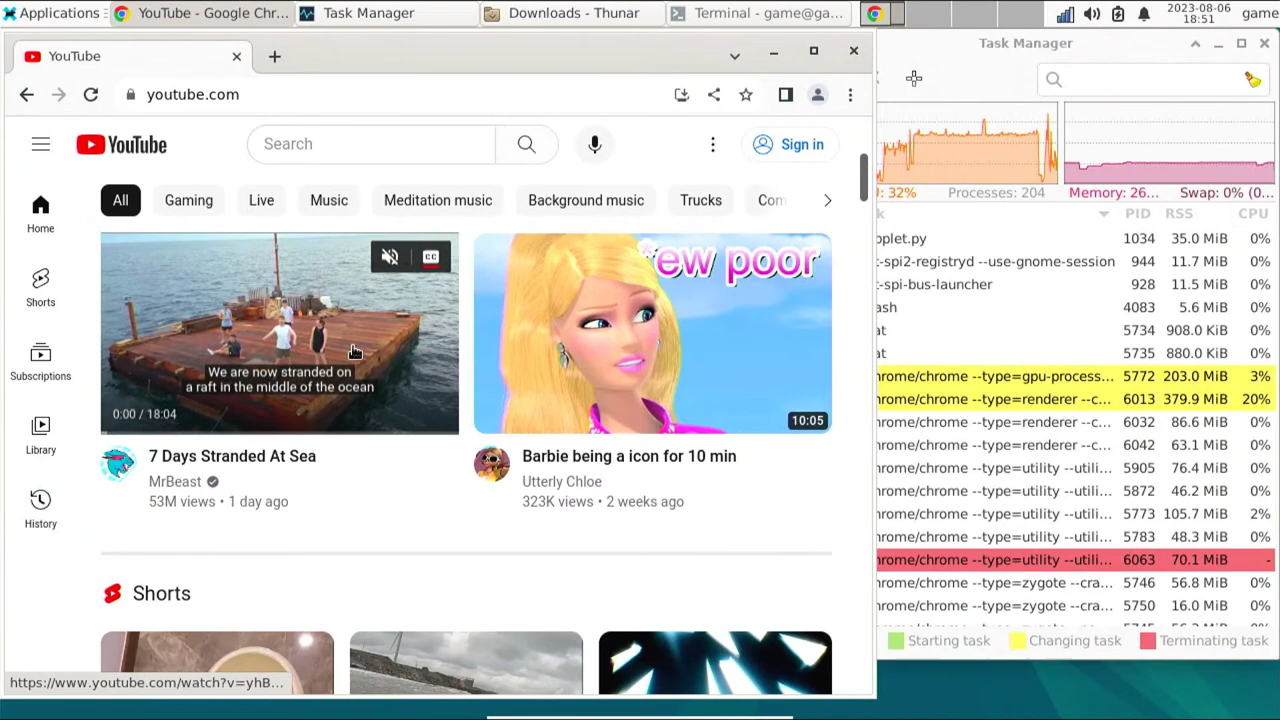 Applications
YouTube - Google Chr...
Task Manager
Downloads - Thunar
Terminal - game@ga...
2023-08-06
18:51
game
YouTube
youtube.com
YouTube
Search
Sign in
All
Gaming
Live
Music
Meditation music
Background music
Trucks
Com
Home
Shorts
Subscriptions
Library
History
CC
We are now stranded on
a raft in the middle of the ocean
0:00 / 18:04
7 Days Stranded At Sea
MrBeast
53M views • 1 day ago
*ew poor
10:05
Barbie being a icon for 10 min
Utterly Chloe
323K views • 2 weeks ago
Shorts
https://www.youtube.com/watch?v=yhB...
Task Manager
: 32%
Processes: 204
Memory: 26...
Swap: 0% (0...
k PID RSS CPU
pplet.py 1034 35.0 MiB 0%
t-spi2-registryd --use-gnome-session 944 11.7 MiB 0%
t-spi-bus-launcher 928 11.5 MiB 0%
ash 4083 5.6 MiB 0%
at 5734 908.0 KiB 0%
at 5735 880.0 KiB 0%
hrome/chrome --type=gpu-process... 5772 203.0 MiB 3%
hrome/chrome --type=renderer --c... 6013 379.9 MiB 20%
hrome/chrome --type=renderer --c... 6032 86.6 MiB 0%
hrome/chrome --type=renderer --c... 6042 63.1 MiB 0%
hrome/chrome --type=utility --utili... 5905 76.4 MiB 0%
hrome/chrome --type=utility --utili... 5872 46.2 MiB 0%
hrome/chrome --type=utility --utili... 5773 105.7 MiB 2%
hrome/chrome --type=utility --utili... 5783 48.3 MiB 0%
hrome/chrome --type=utility --utili... 6063 70.1 MiB -
hrome/chrome --type=zygote --cra... 5746 56.8 MiB 0%
hrome/chrome --type=zygote --cra... 5750 16.0 MiB 0%
Starting task
Changing task
Terminating task